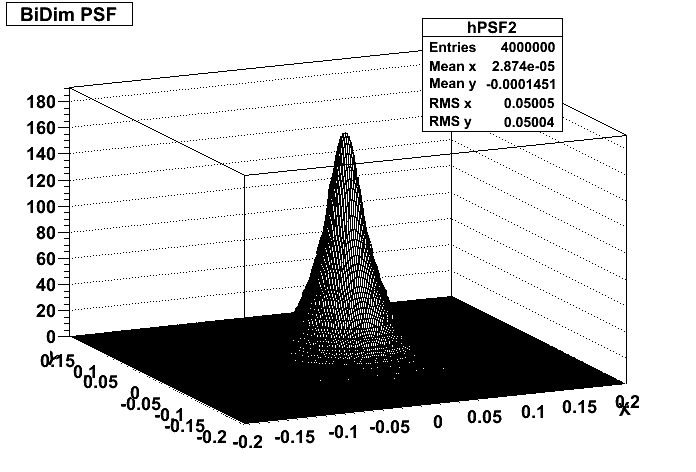 BiDim PSF
hPSF2
Entries 4000000
Mean x 2.874e-05
Mean y -0.0001451
RMS x 0.05005
RMS y 0.05004
180
160
140
120
100
80
60
40
20
0
y
0.15
0.1
0.05
0
-0.05
-0.1
-0.15
-0.2
-0.2 -0.15 -0.1 -0.05 0 0.05 0.1 0.15 0.2
x